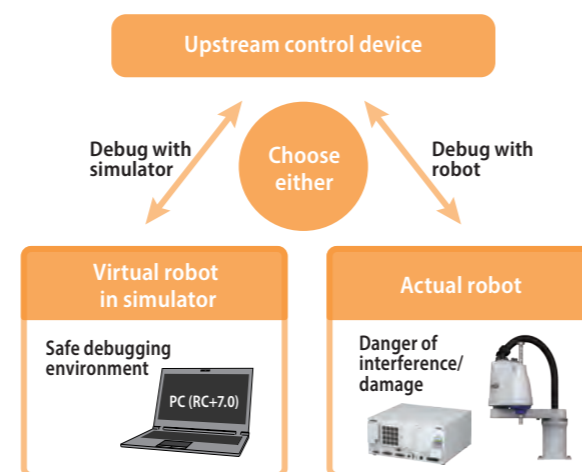 Upstream control device
Debug with
simulator
Choose
either
Debug with
robot
Virtual robot
in simulator
Safe debugging
environment
PC (RC+7.0)
Actual robot
Danger of
interference/
damage